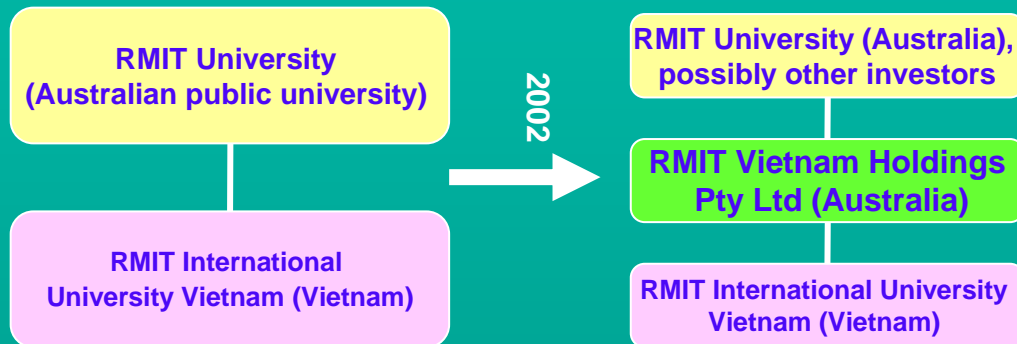 RMIT University
(Australian public university)
RMIT International
University Vietnam (Vietnam)
2002
RMIT University (Australia),
possibly other investors
RMIT Vietnam Holdings
Pty Ltd (Australia)
RMIT International University
Vietnam (Vietnam)